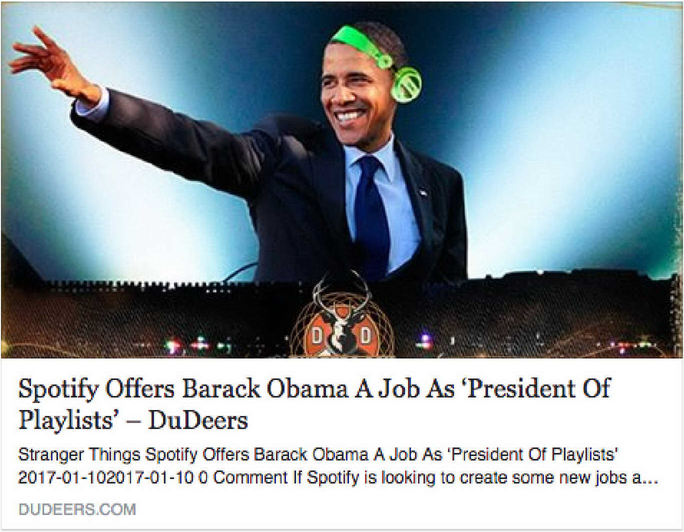 D D
Spotify Offers Barack Obama A Job As ‘President Of
Playlists’ – DuDeers
Stranger Things Spotify Offers Barack Obama A Job As ‘President Of Playlists’
2017-01-102017-01-10 0 Comment If Spotify is looking to create some new jobs a...
DUDEERS.COM